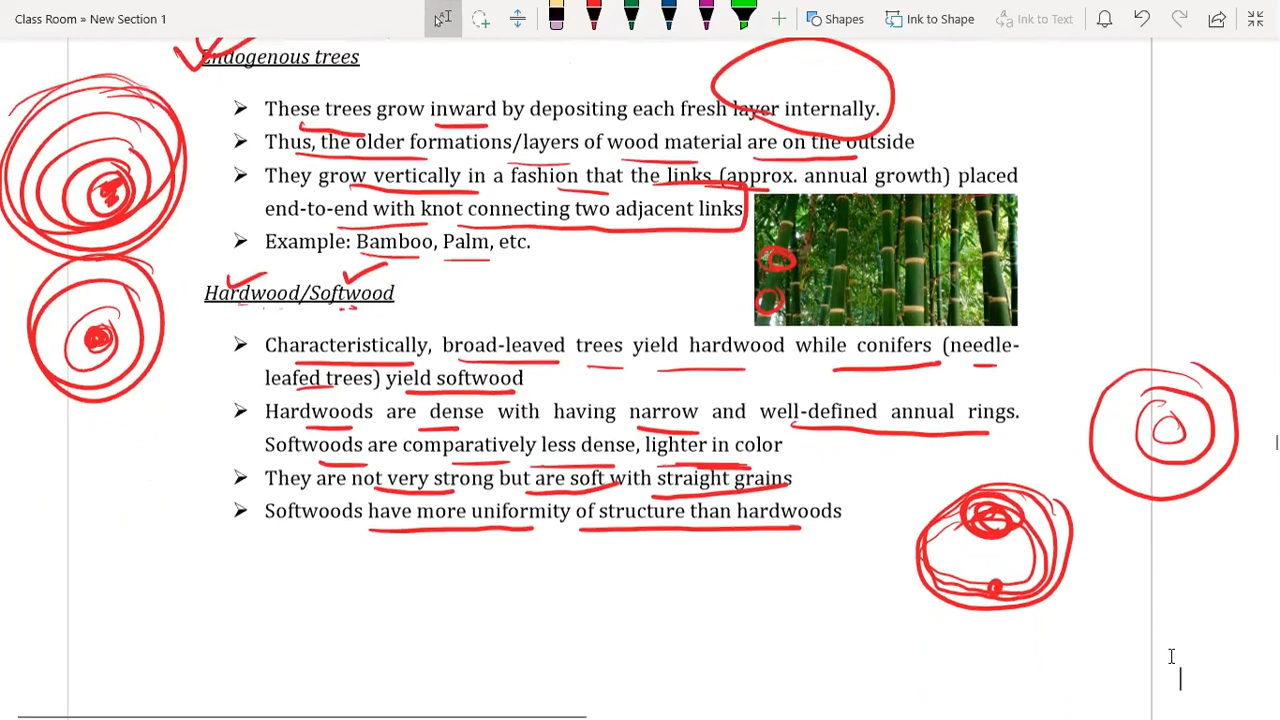 Class Room » New Section 1
Shapes
Ink to Shape
Ink to Text
Endogenous trees
➢ These trees grow inward by depositing each fresh layer internally.
➢ Thus, the older formations/layers of wood material are on the outside
➢ They grow vertically in a fashion that the links (approx. annual growth) placed
end-to-end with knot connecting two adjacent links
➢ Example: Bamboo, Palm, etc.
Hardwood/Softwood
➢ Characteristically, broad-leaved trees yield hardwood while conifers (needle-
leafed trees) yield softwood
➢ Hardwoods are dense with having narrow and well-defined annual rings.
Softwoods are comparatively less dense, lighter in color
➢ They are not very strong but are soft with straight grains
➢ Softwoods have more uniformity of structure than hardwoods